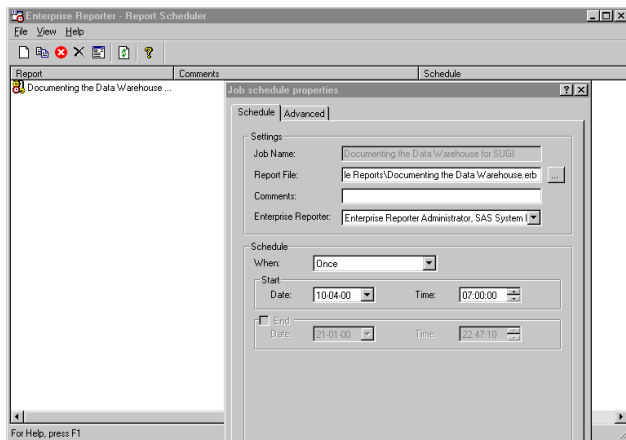 Enterprise Reporter - Report Scheduler
File View Help
Report Comments Schedule
Documenting the Data Warehouse ...
Job schedule properties
Schedule Advanced
Settings
Job Name: Documenting the Data Warehouse for SUGI
Report File: le Reports\Documenting the Data Warehouse.erb ...
Comments:
Enterprise Reporter: Enterprise Reporter Administrator, SAS System
Schedule
When: Once
Start
Date: 10-04-00 Time: 07:00:00
End
Date: 21-01-00 Time: 22:47:10
For Help, press F1